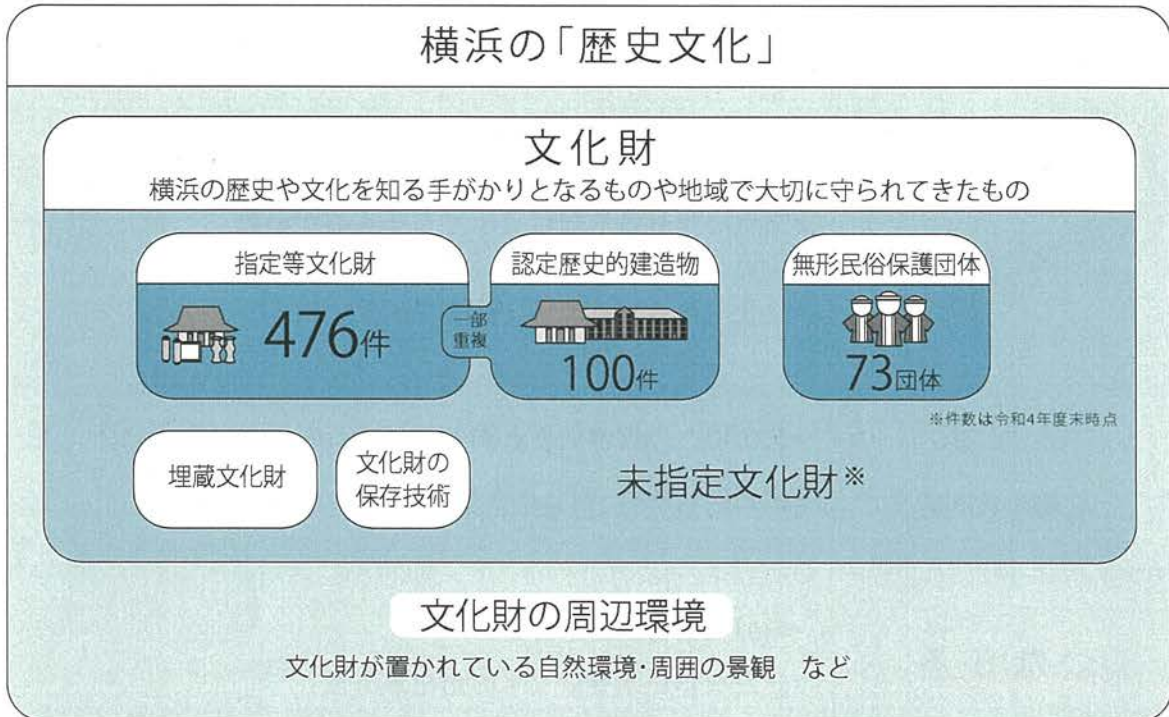 横浜の「歴史文化」
文化財
横浜の歴史や文化を知る手がかりとなるものや地域で大切に守られてきたもの
指定等文化財
476件
一部
重複
認定歴史的建造物
100件
無形民俗保護団体
73団体
※件数は令和4年度末時点
埋蔵文化財
文化財の
保存技術
未指定文化財※
文化財の周辺環境
文化財が置かれている自然環境・周囲の景観　など